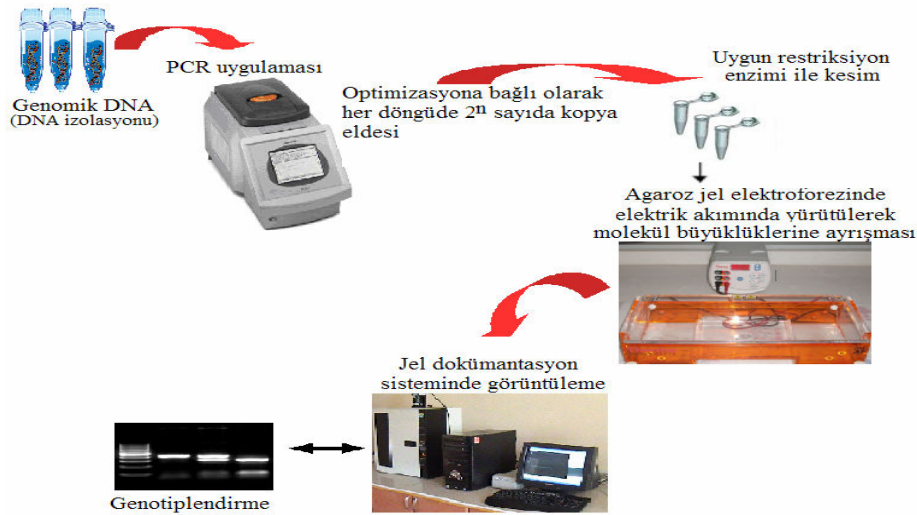 Genomik DNA
(DNA izolasyonu)
PCR uygulaması
Optimizasyona bağlı olarak
her döngüde 2ⁿ sayıda kopya
eldesi
Uygun restriksiyon
enzimi ile kesim
Agaroz jel elektroforezinde
elektrik akımında yürütülerek
molekül büyüklüklerine ayrışması
Jel dokümantasyon
sisteminde görüntüleme
Genotiplendirme